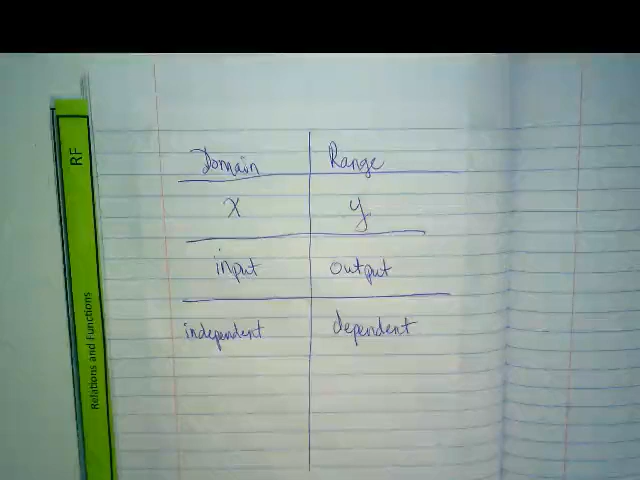 RF
Relations and Functions
Domain Range
x y
input output
independent dependent